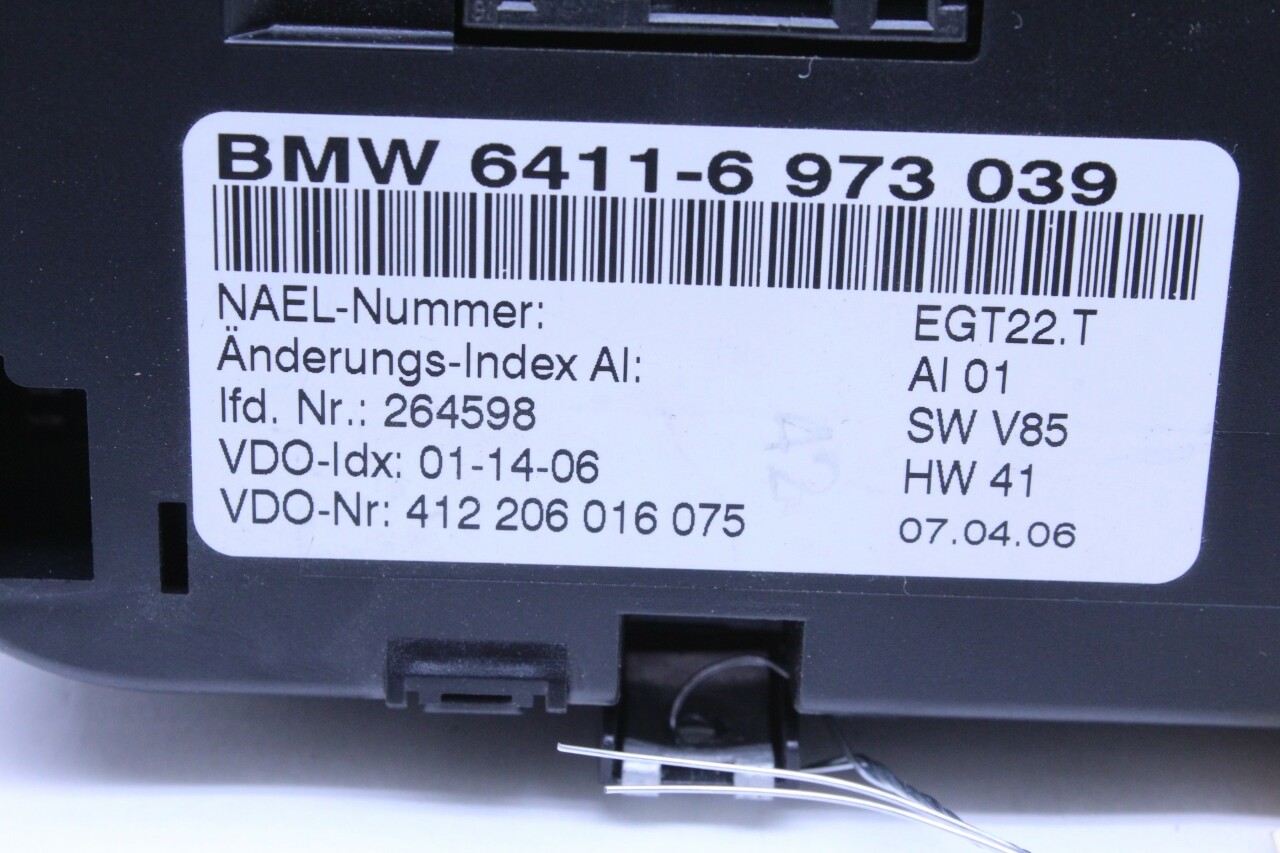 BMW 6411-6 973 039
NAEL-Nummer: EGT22.T
Änderungs-Index AI: AI 01
lfd. Nr.: 264598 SW V85
VDO-Idx: 01-14-06 HW 41
VDO-Nr: 412 206 016 075 07.04.06
42